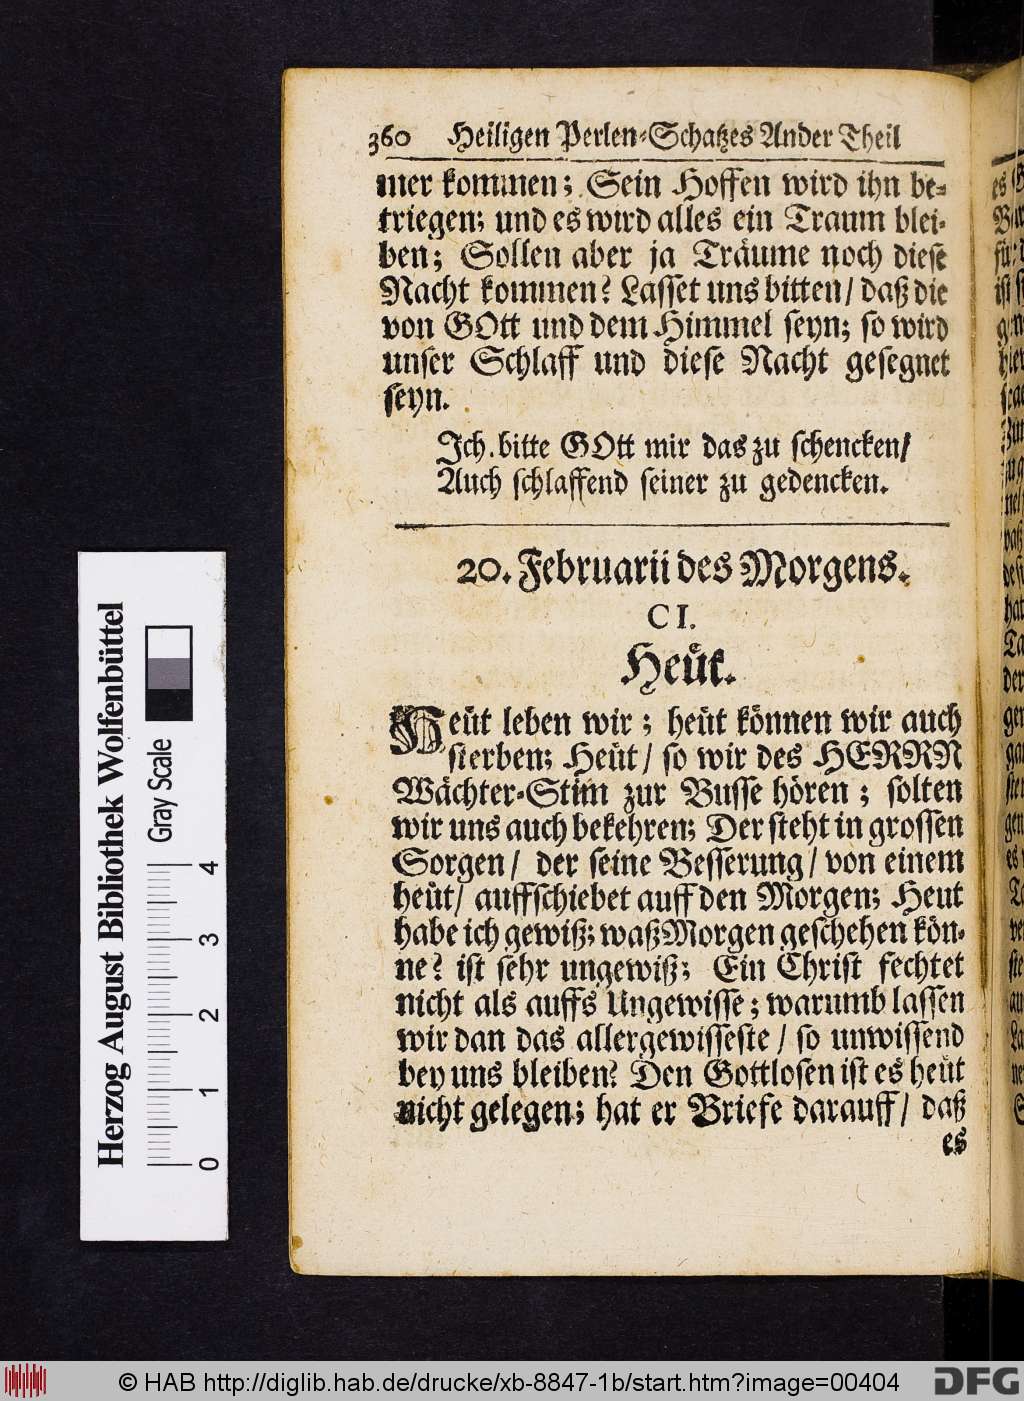 360 Heiligen Perlen-Schatzes Ander Theil
mer kommen; Sein Hoffen wird ihn be-
triegen; und es wird alles ein Traum blei-
ben; Sollen aber ja Träume noch diese
Nacht kommen? Lasset uns bitten/ daß die
von GOtt und dem Himmel seyn; so wird
unser Schlaff und diese Nacht gesegnet
seyn.
Ich bitte GOtt mir das zu schencken/
Auch schlaffend seiner zu gedencken.
20. Februarii des Morgens.
CI.
Heüt.
Heüt leben wir; heüt können wir auch
sterben; Heüt/ so wir des HERRN
Wächter-Stim̄ zur Busse hören; solten
wir uns auch bekehren; Der steht in grossen
Sorgen/ der seine Besserung/ von einem
heüt/ auffschiebet auff den Morgen; Heut
habe ich gewiß; waß Morgen geschehen kön-
ne? ist sehr ungewiß; Ein Christ fechtet
nicht als auffs Ungewisse; warumb lassen
wir dan das allergewisseste/ so unwissend
bey uns bleiben? Den Gottlosen ist es heüt
nicht gelegen; hat er Briefe darauff/ daß
es
Herzog August Bibliothek Wolfenbüttel
Gray Scale
0 1 2 3 4
© HAB http://diglib.hab.de/drucke/xb-8847-1b/start.htm?image=00404
DFG